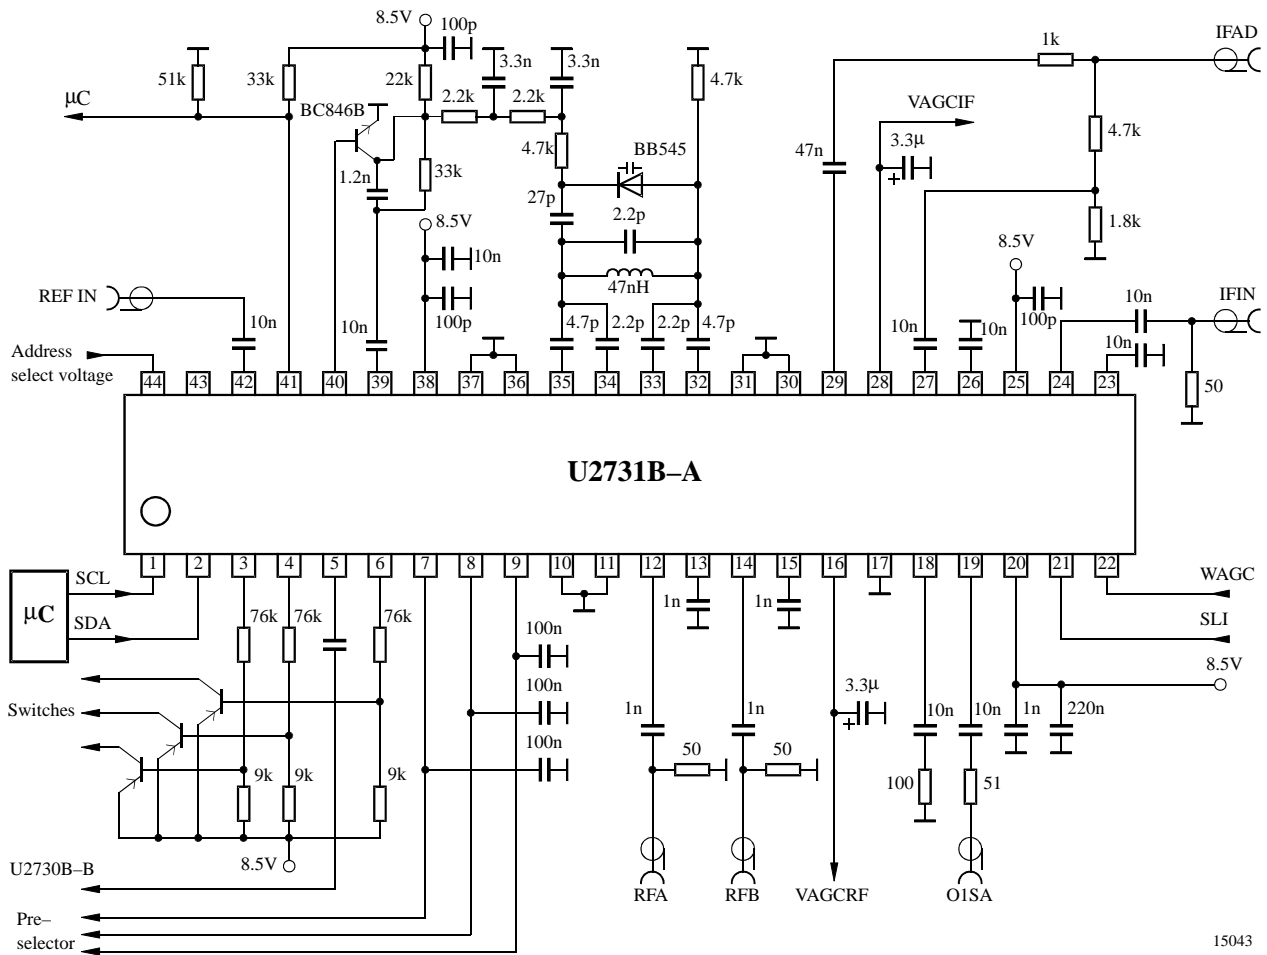 8.5V
100p
IFAD
1k
3.3n
3.3n
51k
33k
22k
4.7k
μC
BC846B
2.2k
2.2k
VAGCIF
4.7k
3.3μ
4.7k
BB545
47n
+
1.2n
33k
27p
2.2p
1.8k
8.5V
8.5V
10n
47nH
REF IN
100p
10n
IFIN
10n
10n
4.7p
2.2p
2.2p
4.7p
10n
10n
100p
10n
Address
select voltage
50
44
43
42
41
40
39
38
37
36
35
34
33
32
31
30
29
28
27
26
25
24
23
U2731B–A
1
2
3
4
5
6
7
8
9
10
11
12
13
14
15
16
17
18
19
20
21
22
SCL
WAGC
μC
SDA
76k
76k
76k
1n
1n
SLI
100n
8.5V
100n
3.3μ
Switches
1n
1n
10n
10n
1n
220n
+
100n
50
50
9k
9k
9k
100
51
8.5V
U2730B–B
RFA
RFB
VAGCRF
O1SA
Pre–
selector
15043